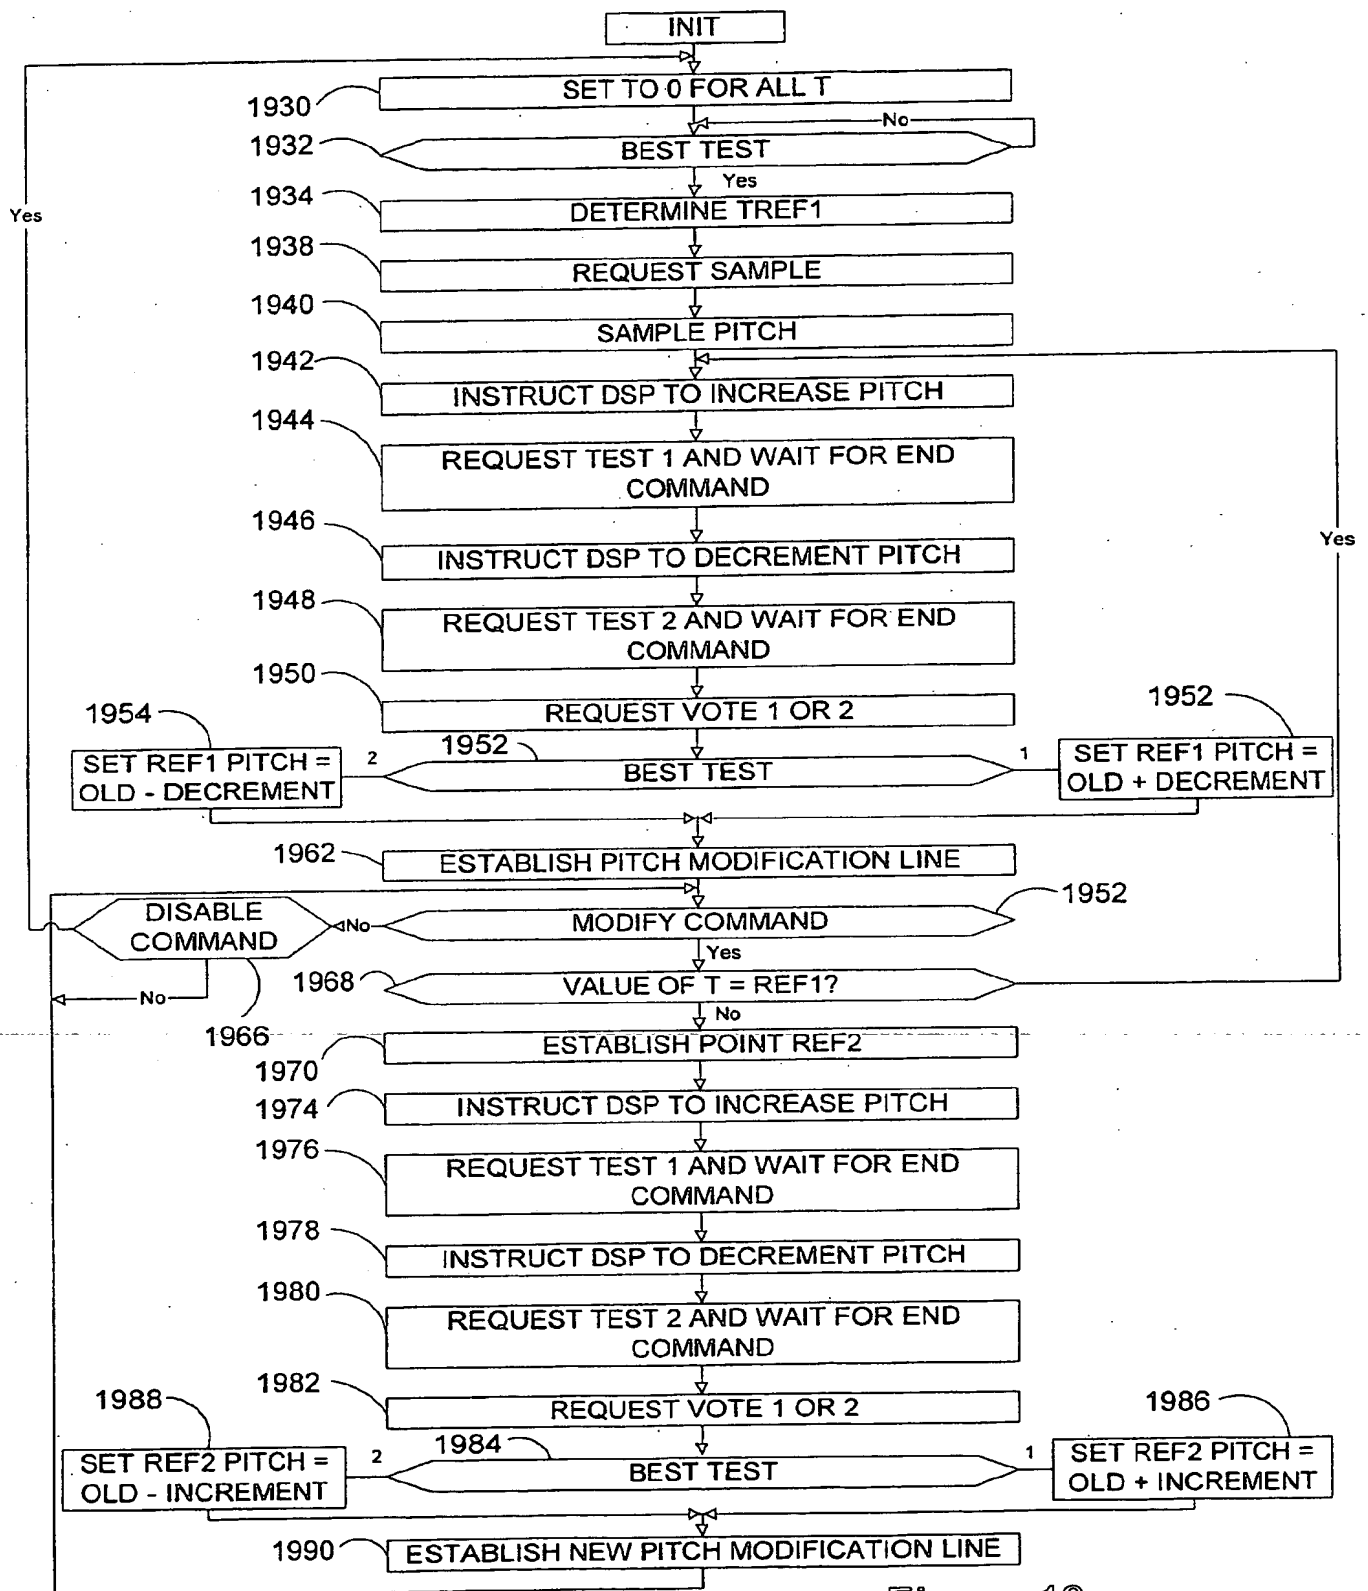 INIT
SET TO 0 FOR ALL T
1930
No
1932
BEST TEST
Yes
1934
DETERMINE TREF1
Yes
1938
REQUEST SAMPLE
1940
SAMPLE PITCH
1942
INSTRUCT DSP TO INCREASE PITCH
1944
REQUEST TEST 1 AND WAIT FOR END
COMMAND
1946
INSTRUCT DSP TO DECREMENT PITCH
Yes
1948
REQUEST TEST 2 AND WAIT FOR END
COMMAND
1950
REQUEST VOTE 1 OR 2
1954
1952
1952
SET REF1 PITCH =
OLD - DECREMENT
2
BEST TEST
1
SET REF1 PITCH =
OLD + DECREMENT
1962
ESTABLISH PITCH MODIFICATION LINE
1952
DISABLE
COMMAND
No
MODIFY COMMAND
Yes
1968
VALUE OF T = REF1?
No
No
1966
ESTABLISH POINT REF2
1970
1974
INSTRUCT DSP TO INCREASE PITCH
1976
REQUEST TEST 1 AND WAIT FOR END
COMMAND
1978
INSTRUCT DSP TO DECREMENT PITCH
1980
REQUEST TEST 2 AND WAIT FOR END
COMMAND
1982
REQUEST VOTE 1 OR 2
1988
1984
1986
SET REF2 PITCH =
OLD - INCREMENT
2
BEST TEST
1
SET REF2 PITCH =
OLD + INCREMENT
1990
ESTABLISH NEW PITCH MODIFICATION LINE